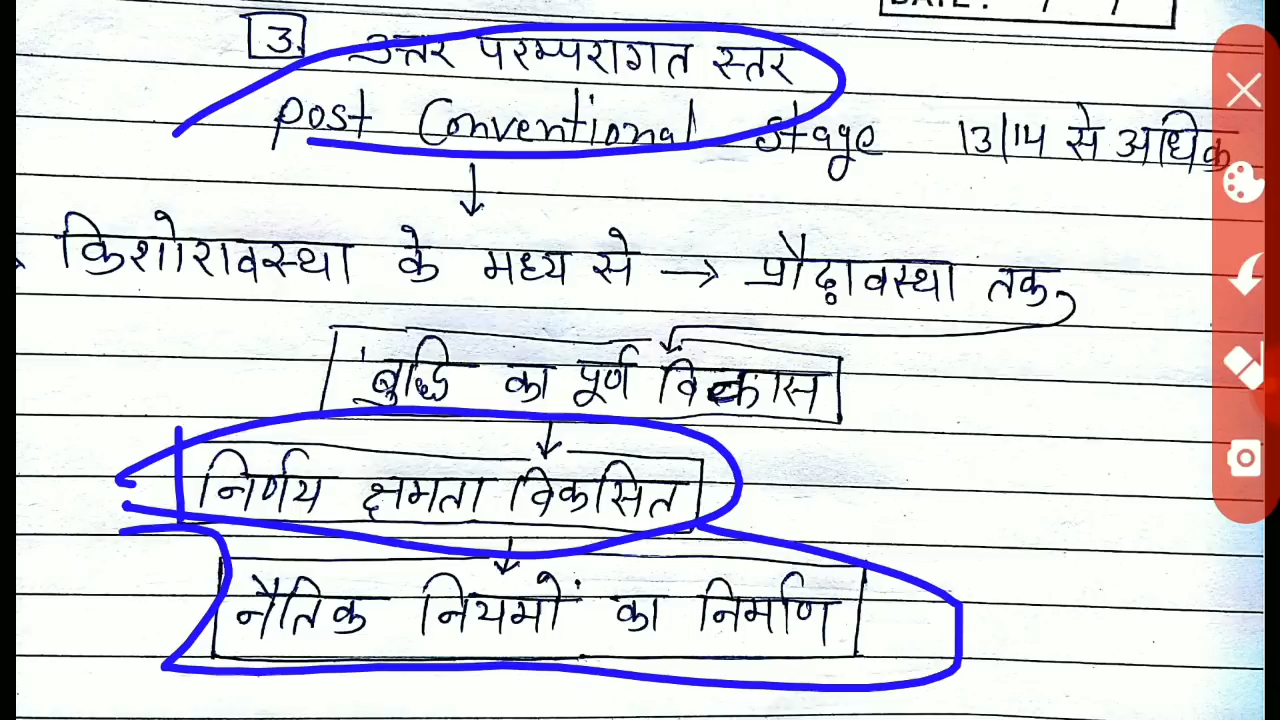 DATE: / /
3. उत्तर परम्परागत स्तर
post Conventional stage 13/14 से अधिक
किशोरावस्था के मध्य से → प्रौढ़ावस्था तक
बुद्धि का पूर्ण विकास
निर्णय क्षमता विकसित
नैतिक नियमों का निर्माण